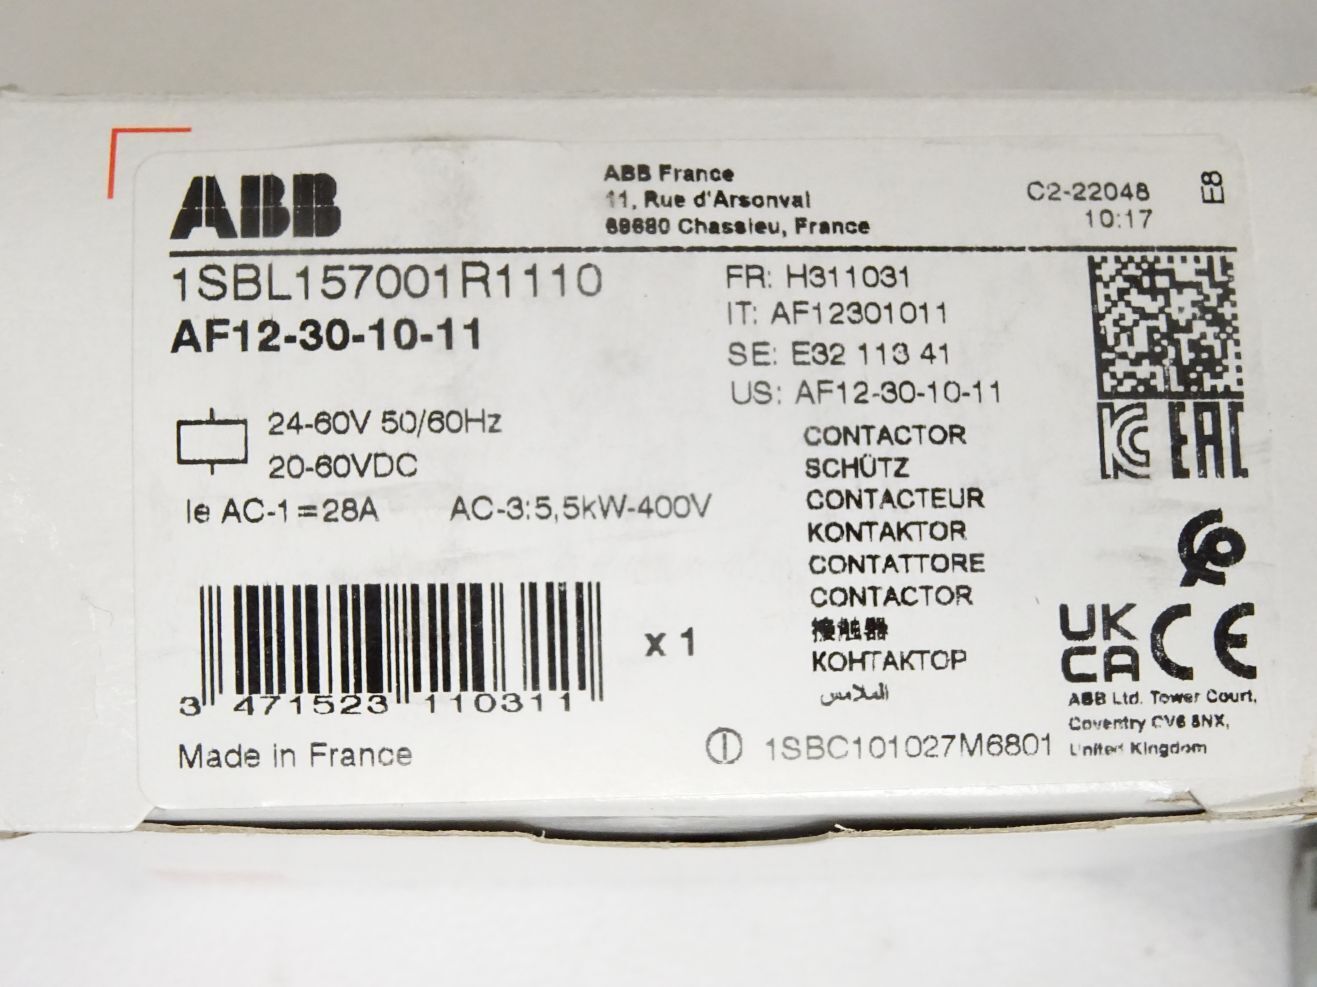 ABB
ABB France
11, Rue d'Arsonval
69680 Chassieu, France
C2-22048
10:17
E8
1SBL157001R1110
AF12-30-10-11
FR: H311031
IT: AF12301011
SE: E32 113 41
US: AF12-30-10-11
24-60V 50/60Hz
20-60VDC
Ie AC-1=28A AC-3:5,5kW-400V
CONTACTOR
SCHÜTZ
CONTACTEUR
KONTAKTOR
CONTATTORE
CONTACTOR
接触器
КОНТАКТОР
الملامس
EAC
UK
CA
CE
x 1
3 471523 110311
Made in France
1SBC101027M6801
ABB Ltd. Tower Court,
Coventry CV6 5NX,
United Kingdom